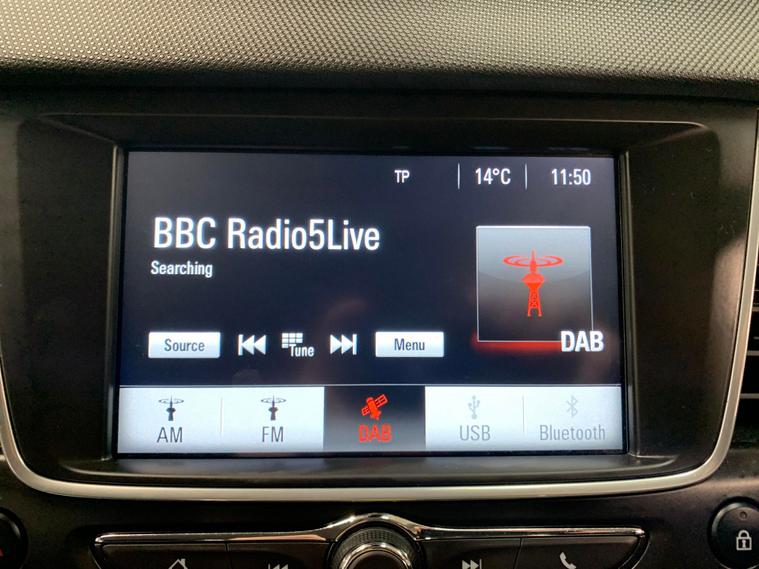 TP 14°C 11:50
BBC Radio5Live
Searching
DAB
Source Tune Menu
AM FM DAB USB Bluetooth